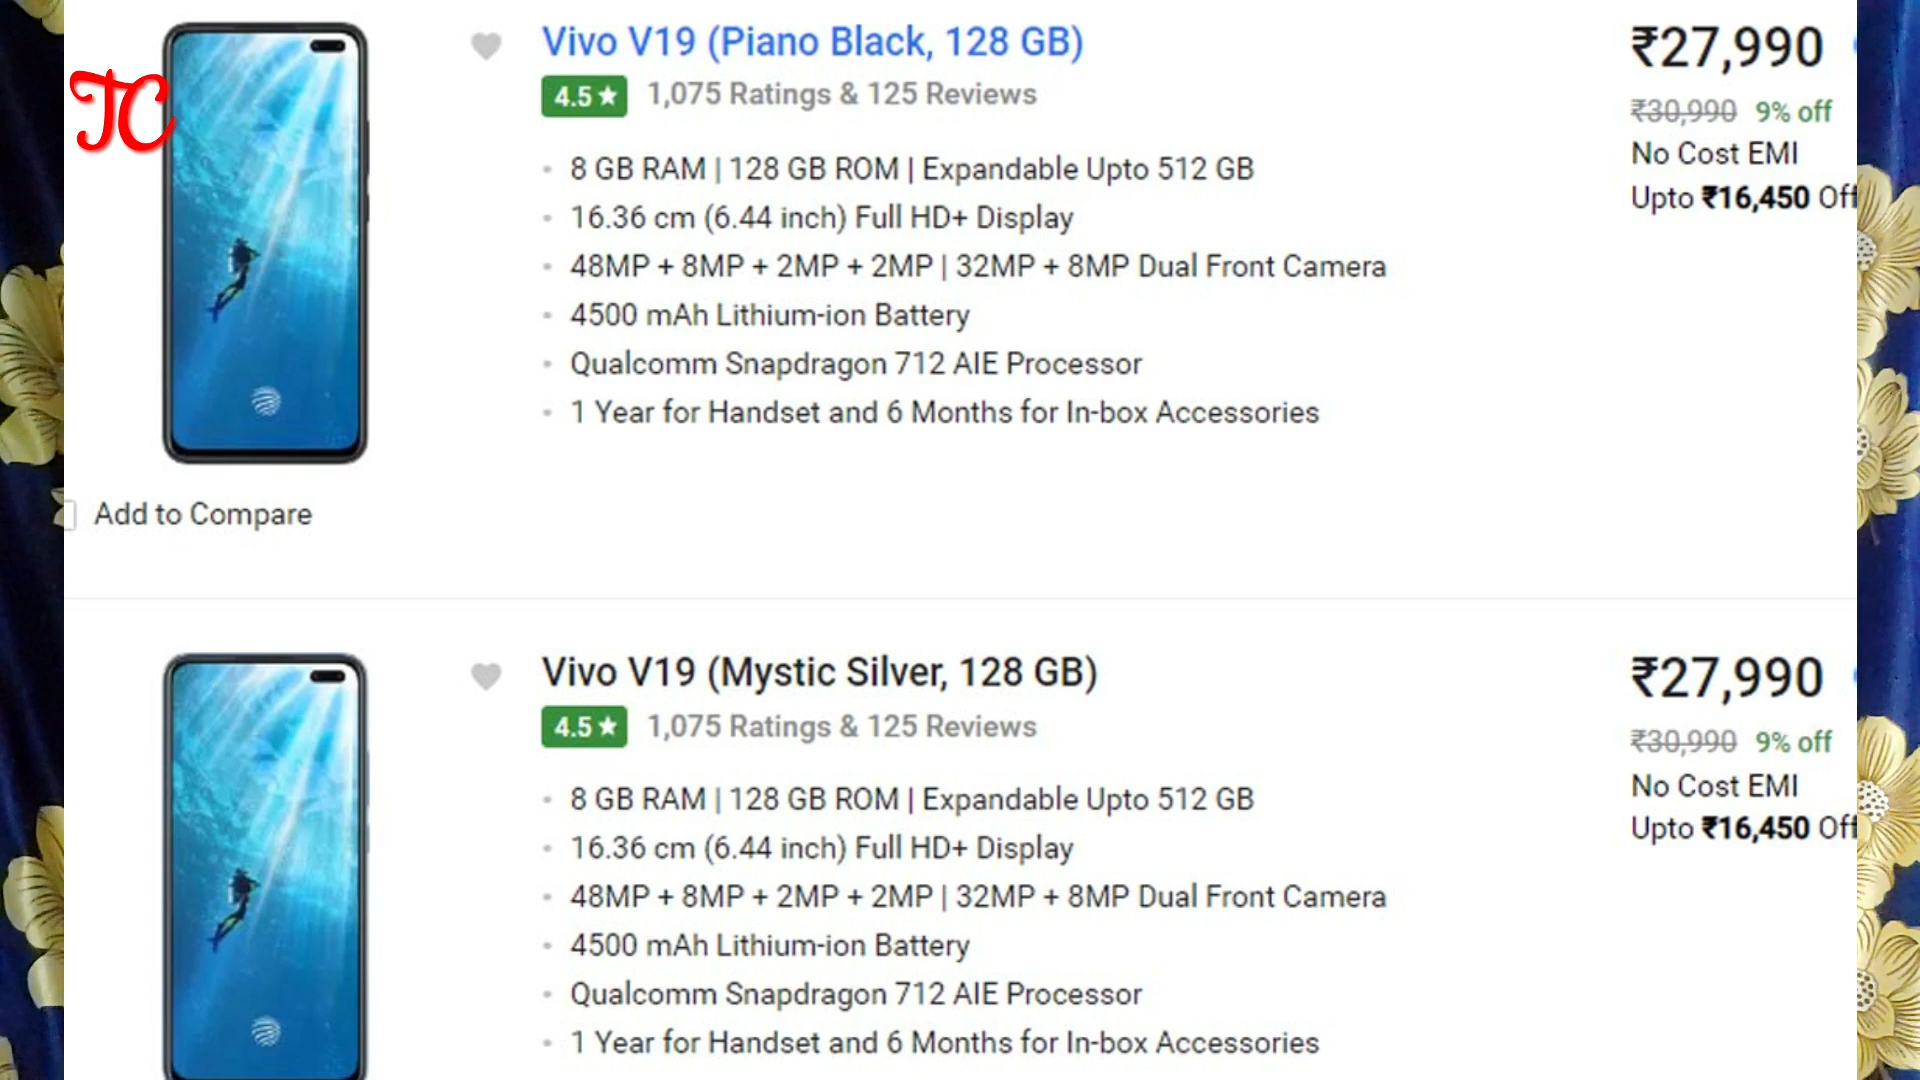 TC
Vivo V19 (Piano Black, 128 GB)
4.5★ 1,075 Ratings & 125 Reviews
8 GB RAM | 128 GB ROM | Expandable Upto 512 GB
16.36 cm (6.44 inch) Full HD+ Display
48MP + 8MP + 2MP + 2MP | 32MP + 8MP Dual Front Camera
4500 mAh Lithium-ion Battery
Qualcomm Snapdragon 712 AIE Processor
1 Year for Handset and 6 Months for In-box Accessories
₹27,990
₹30,990 9% off
No Cost EMI
Upto ₹16,450 Off
Add to Compare
Vivo V19 (Mystic Silver, 128 GB)
4.5★ 1,075 Ratings & 125 Reviews
8 GB RAM | 128 GB ROM | Expandable Upto 512 GB
16.36 cm (6.44 inch) Full HD+ Display
48MP + 8MP + 2MP + 2MP | 32MP + 8MP Dual Front Camera
4500 mAh Lithium-ion Battery
Qualcomm Snapdragon 712 AIE Processor
1 Year for Handset and 6 Months for In-box Accessories
₹27,990
₹30,990 9% off
No Cost EMI
Upto ₹16,450 Off